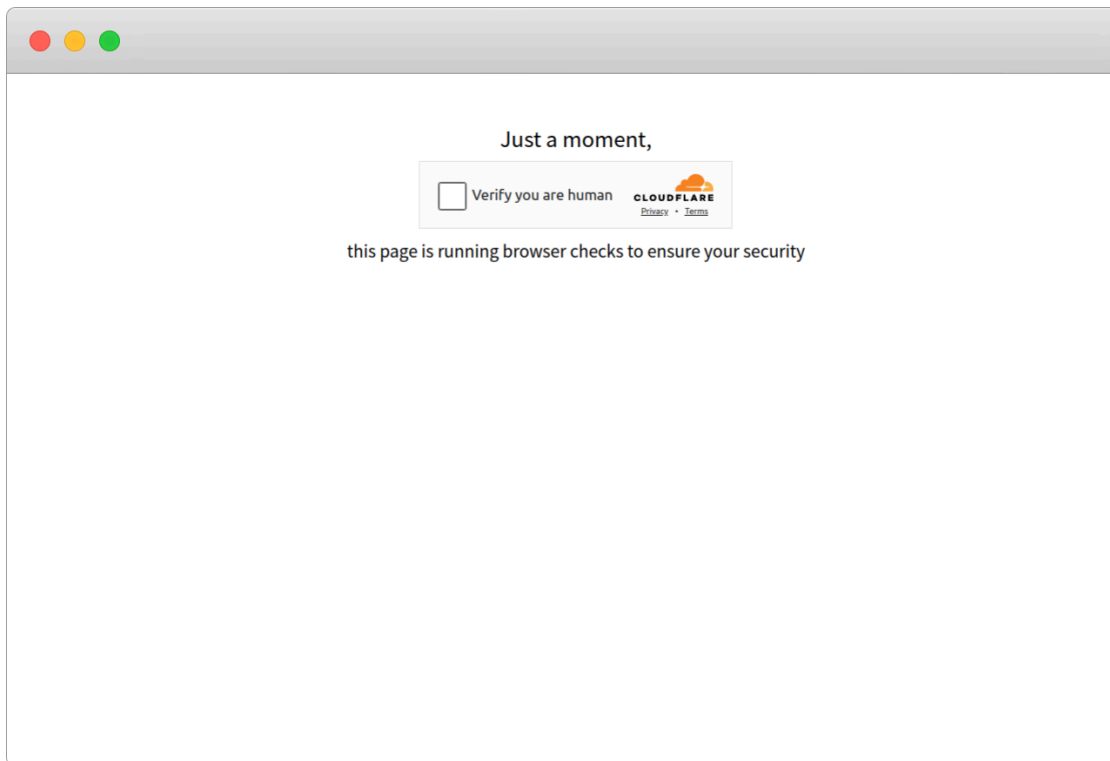 Just a moment,
Verify you are human
CLOUDFLARE
Privacy • Terms
this page is running browser checks to ensure your security